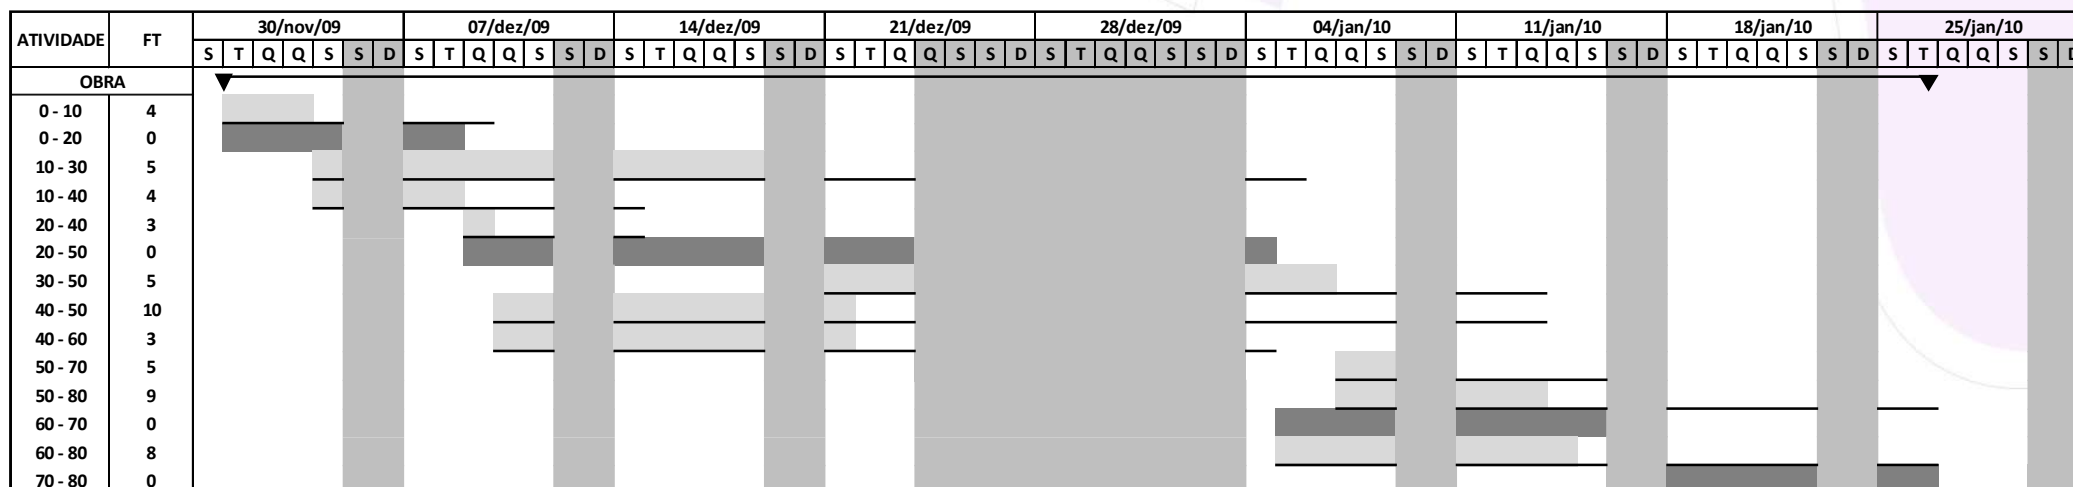 ATIVIDADE FT 30/nov/09 07/dez/09 14/dez/09 21/dez/09 28/dez/09 04/jan/10 11/jan/10 18/jan/10 25/jan/10
S T Q Q S S D S T Q Q S S D S T Q Q S S D S T Q Q S S D S T Q Q S S D S T Q Q S S D S T Q Q S S D S T Q Q S S D S T Q Q S S D
OBRA
0 - 10 4
0 - 20 0
10 - 30 5
10 - 40 4
20 - 40 3
20 - 50 0
30 - 50 5
40 - 50 10
40 - 60 3
50 - 70 5
50 - 80 9
60 - 70 0
60 - 80 8
70 - 80 0